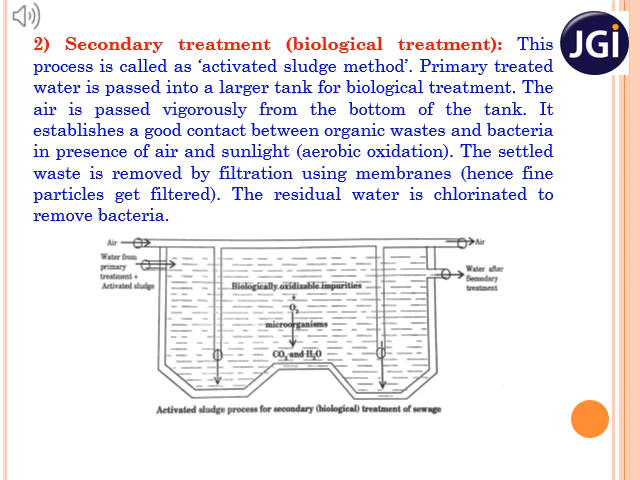 JGi
2) Secondary treatment (biological treatment): This
process is called as ‘activated sludge method’. Primary treated
water is passed into a larger tank for biological treatment. The
air is passed vigorously from the bottom of the tank. It
establishes a good contact between organic wastes and bacteria
in presence of air and sunlight (aerobic oxidation). The settled
waste is removed by filtration using membranes (hence fine
particles get filtered). The residual water is chlorinated to
remove bacteria.
Air
Air
Water from
primary
treatment +
Activated sludge
Biologically oxidizable impurities
+
O₂
microorganisms
CO₂ and H₂O
Water after
Secondary
treatment
Activated sludge process for secondary (biological) treatment of sewage